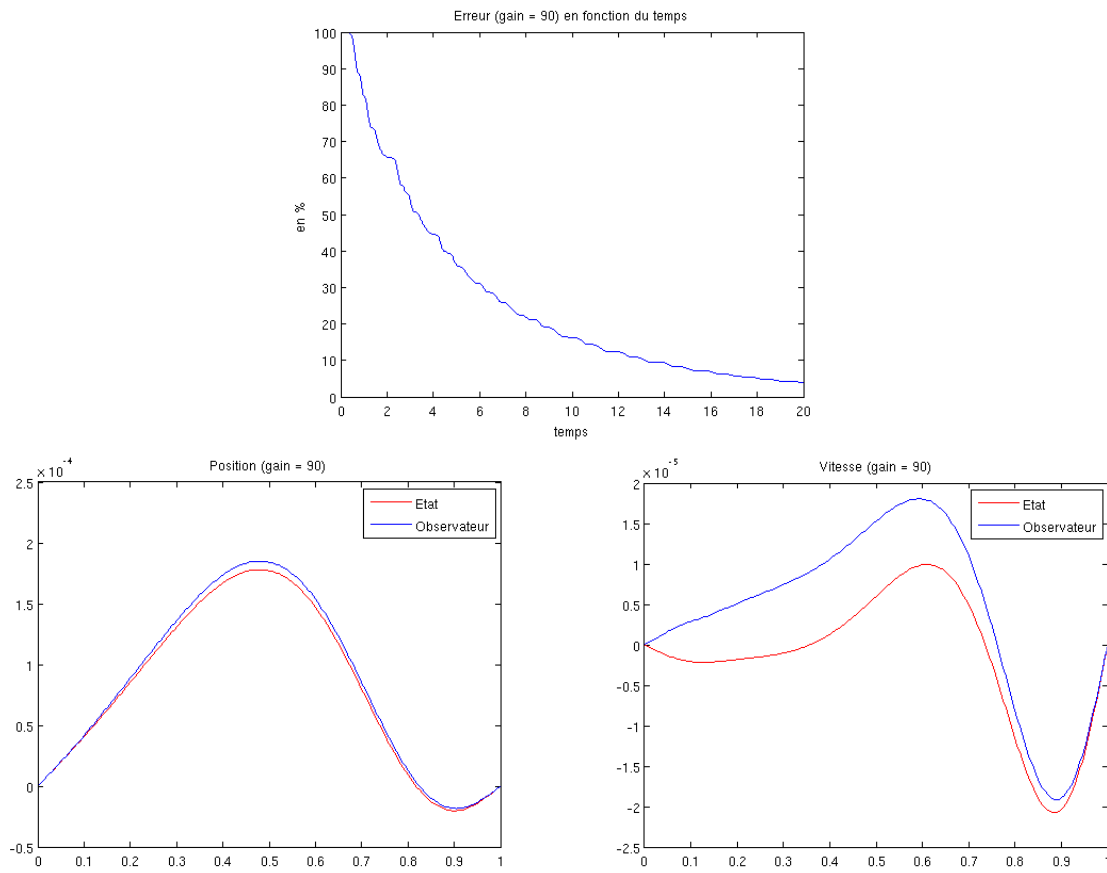 Erreur (gain = 90) en fonction du temps
100
90
80
70
60
50
40
30
20
10
0
en %
0 2 4 6 8 10 12 14 16 18 20
temps
Position (gain = 90)
×10⁻⁴
2.5
2
1.5
1
0.5
0
-0.5
Etat
Observateur
0 0.1 0.2 0.3 0.4 0.5 0.6 0.7 0.8 0.9 1
Vitesse (gain = 90)
×10⁻⁵
2
1.5
1
0.5
0
-0.5
-1
-1.5
-2
-2.5
Etat
Observateur
0 0.1 0.2 0.3 0.4 0.5 0.6 0.7 0.8 0.9 1